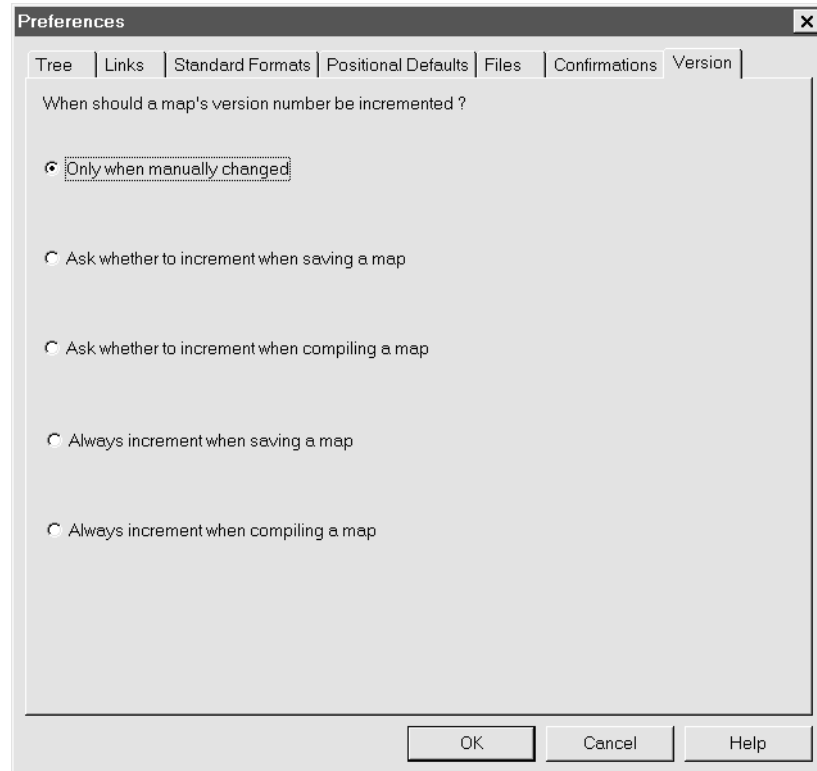 Preferences
Tree Links Standard Formats Positional Defaults Files Confirmations Version
When should a map's version number be incremented ?
Only when manually changed
Ask whether to increment when saving a map
Ask whether to increment when compiling a map
Always increment when saving a map
Always increment when compiling a map
OK Cancel Help